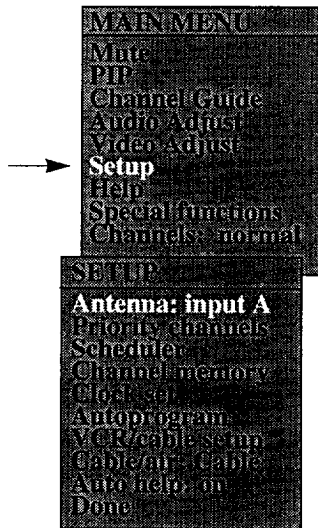 MAIN MENU
Mute
PIP
Channel Guide
Audio Adjust
Video Adjust
Setup
Help
Special functions
Channels: normal
SETUP
Antenna: input A
Priority channels
Scheduler
Channel memory
Clock set
Autoprogram
VCR/cable setup
Cable/air: Cable
Auto help: on
Done